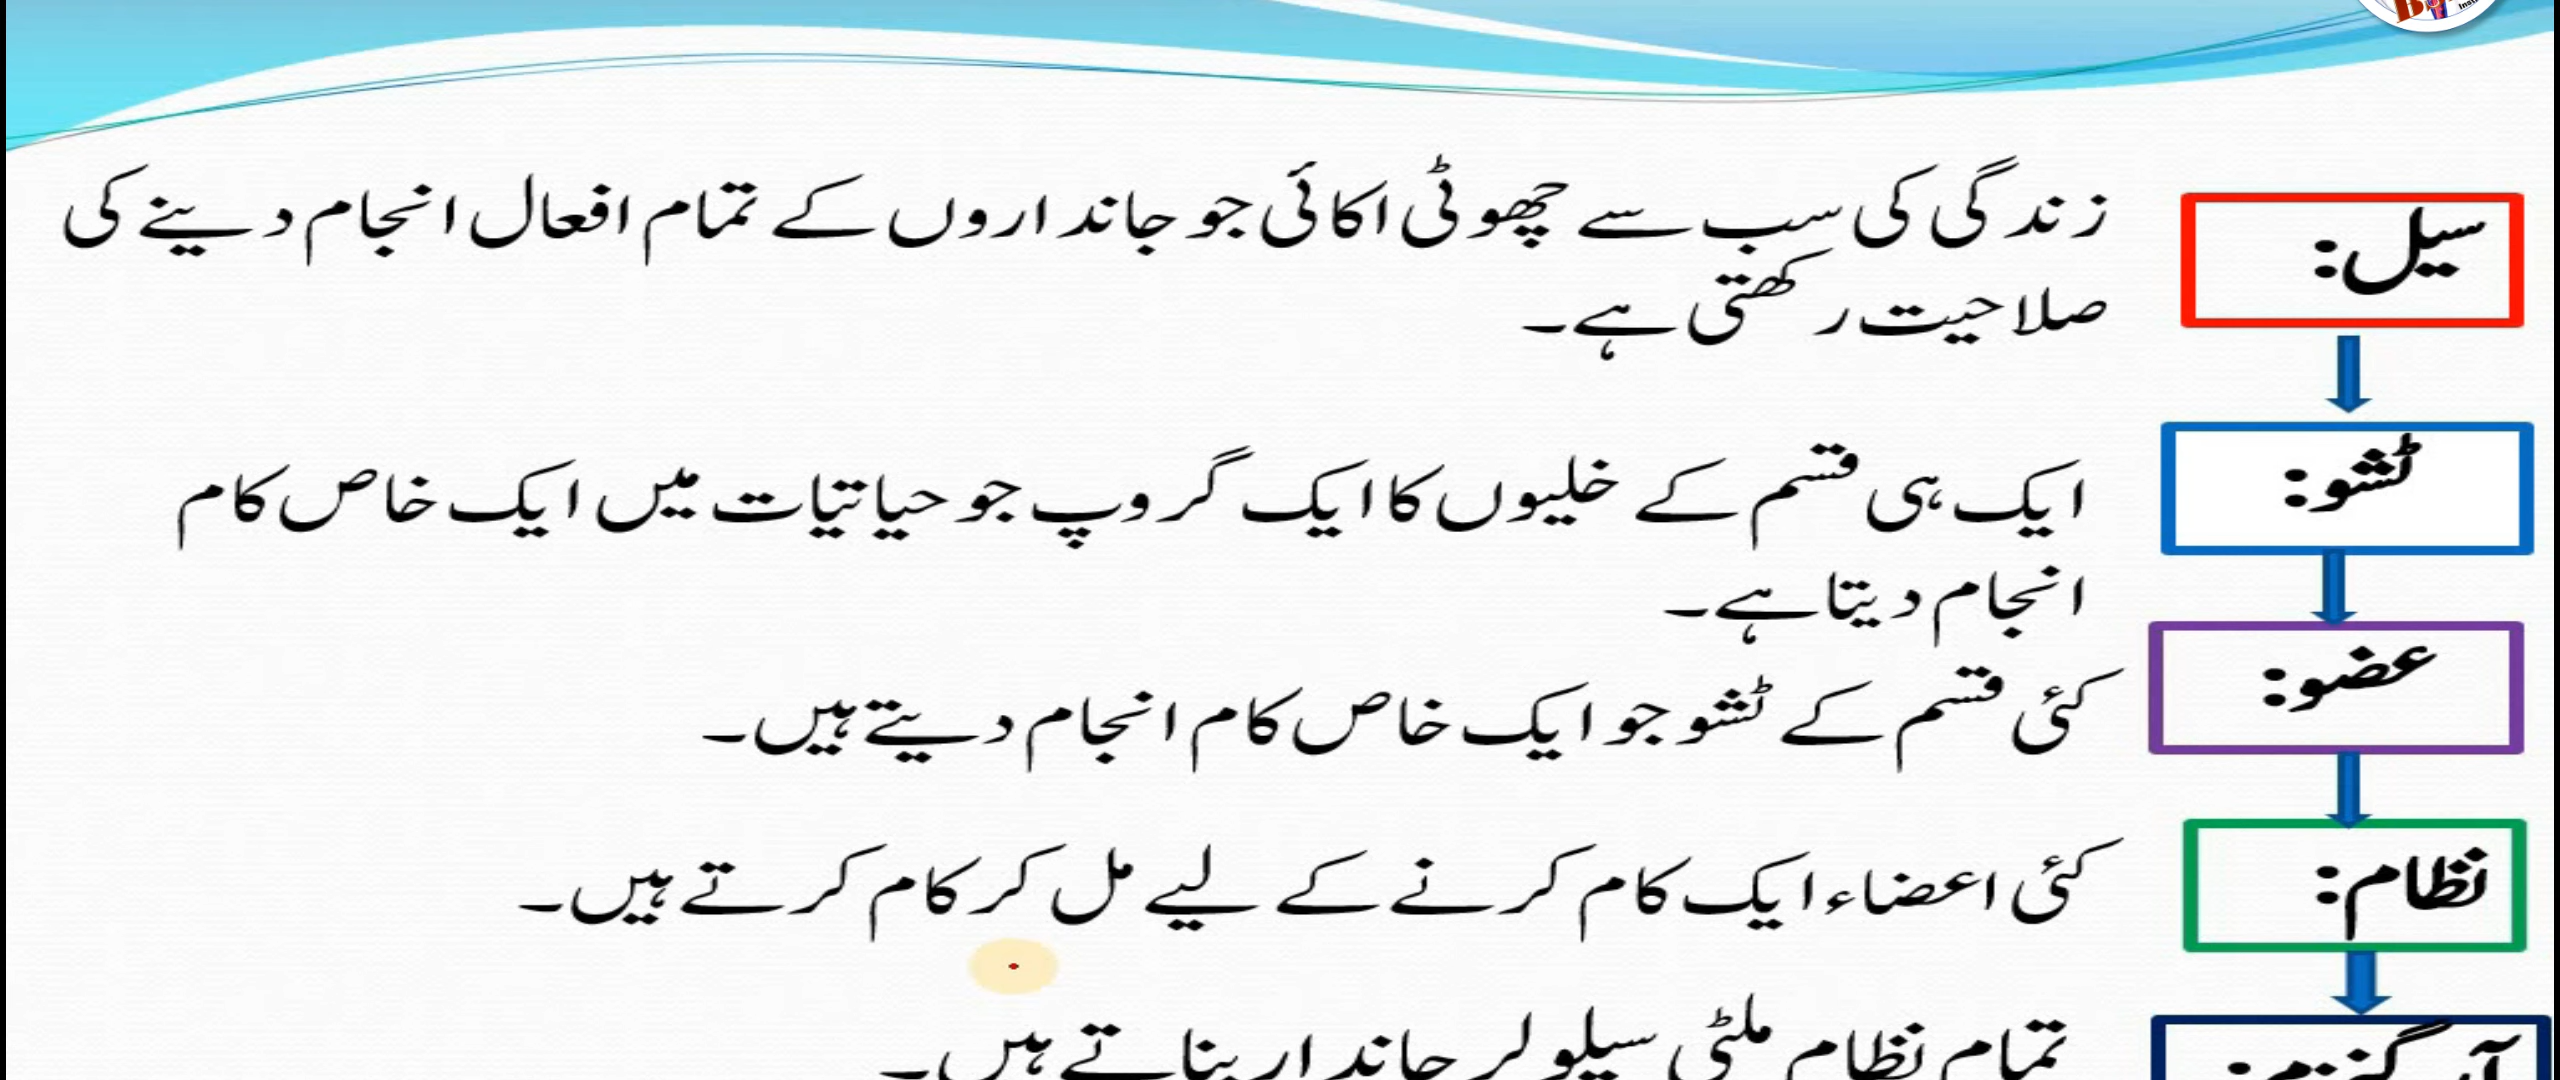 سیل:
زندگی کی سب سے چھوٹی اکائی جو جانداروں کے تمام افعال انجام دینے کی
صلاحیت رکھتی ہے۔
ٹشو:
ایک ہی قسم کے خلیوں کا ایک گروپ جو حیاتیات میں ایک خاص کام
انجام دیتا ہے۔
عضو:
کئی قسم کے ٹشو جو ایک خاص کام انجام دیتے ہیں۔
نظام:
کئی اعضاء ایک کام کرنے کے لیے مل کر کام کرتے ہیں۔
تمام نظام ملٹی سیلولر جاندار بناتے ہیں۔